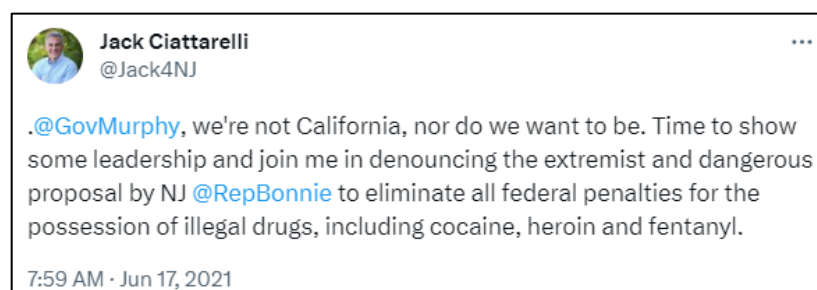 Jack Ciattarelli
@Jack4NJ
.@GovMurphy, we're not California, nor do we want to be. Time to show
some leadership and join me in denouncing the extremist and dangerous
proposal by NJ @RepBonnie to eliminate all federal penalties for the
possession of illegal drugs, including cocaine, heroin and fentanyl.
7:59 AM · Jun 17, 2021